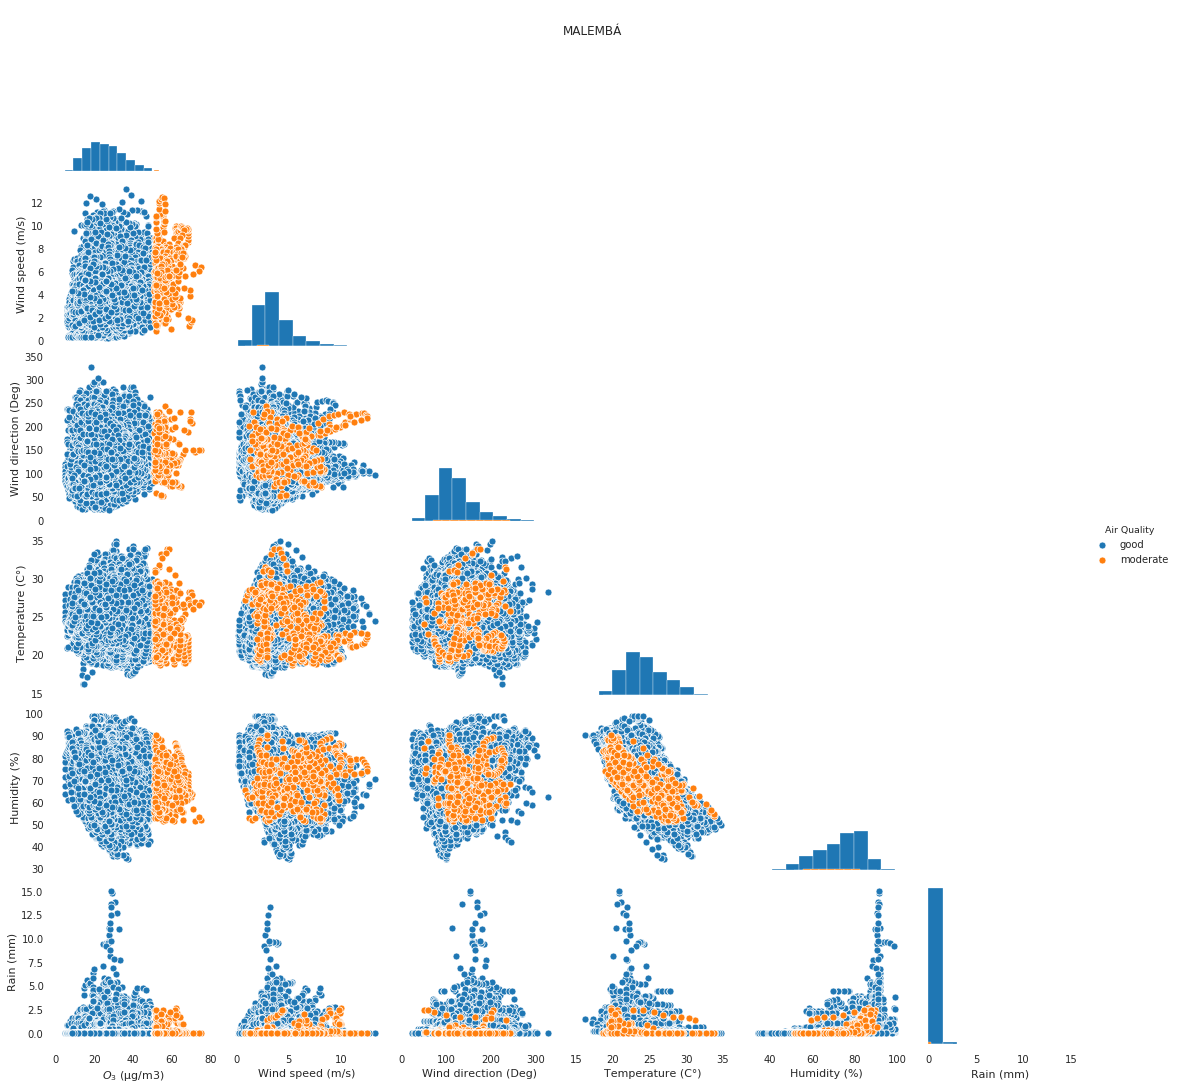 MALEMBÁ
Wind speed (m/s)
12
10
8
6
4
2
0
Wind direction (Deg)
350
300
250
200
150
100
50
0
Air Quality
good
moderate
Temperature (C°)
35
30
25
20
15
Humidity (%)
100
90
80
70
60
50
40
30
Rain (mm)
15.0
12.5
10.0
7.5
5.0
2.5
0.0
0 20 40 60 80
0 5 10
0 100 200 300
15 20 25 30 35
40 60 80 100
0 5 10 15
O₃ (µg/m3)
Wind speed (m/s)
Wind direction (Deg)
Temperature (C°)
Humidity (%)
Rain (mm)